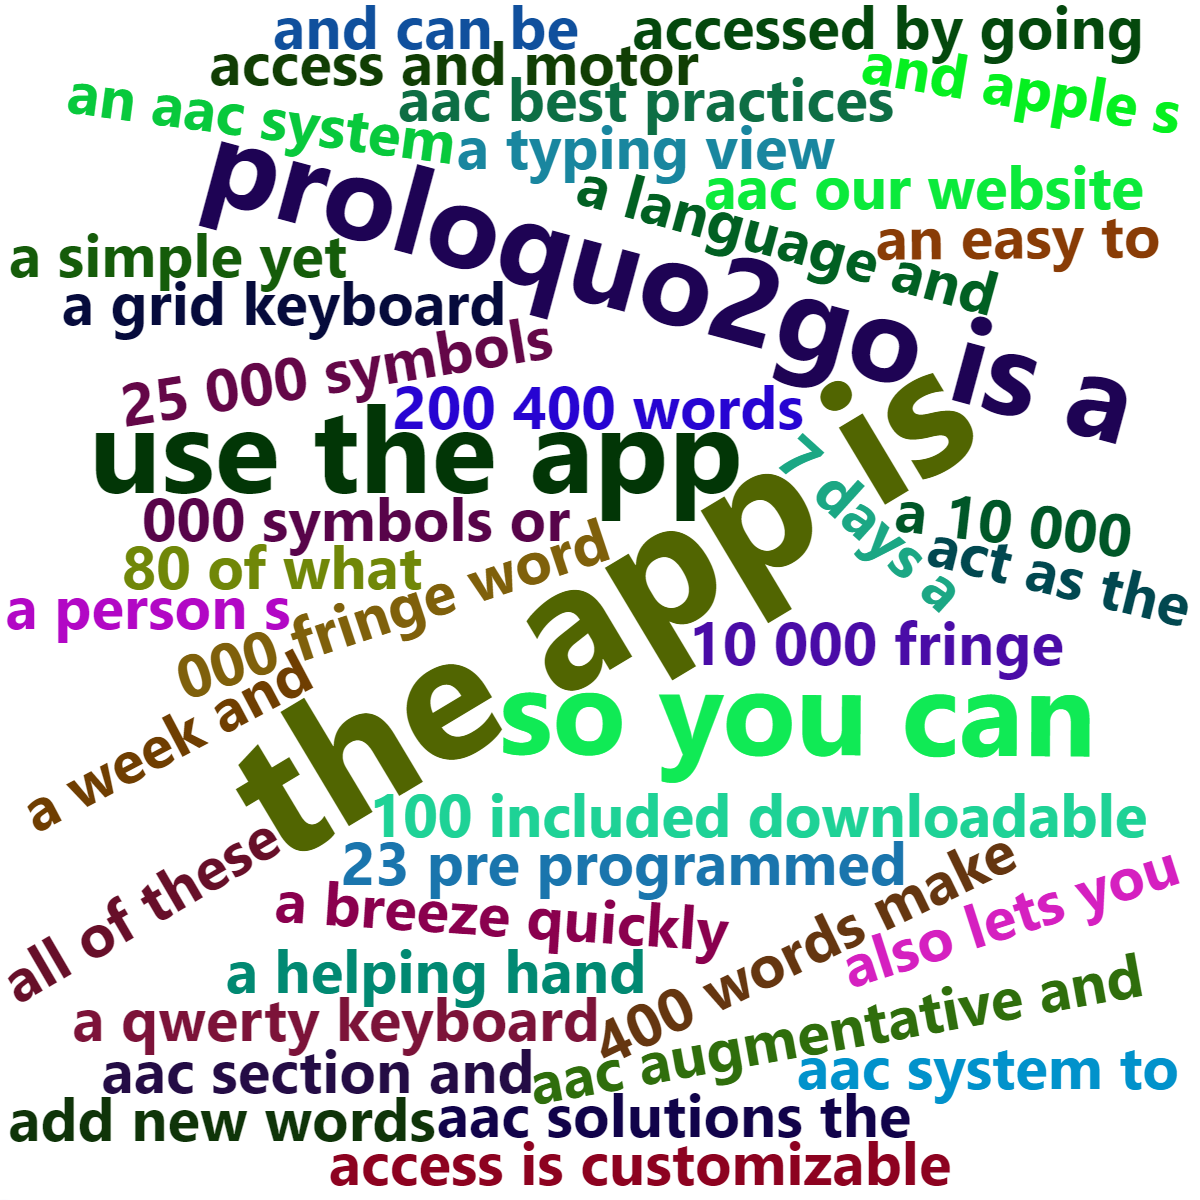 and can be
accessed by going
access and motor
and apple s
an aac system
aac best practices
a typing view
proloquo2go is a
a language and
aac our website
an easy to
a simple yet
a grid keyboard
25 000 symbols
200 400 words
use the app
the app is
7 days a
000 symbols or
a 10 000
act as the
80 of what
000 fringe word
a person s
10 000 fringe
a week and
so you can
100 included downloadable
all of these
23 pre programmed
400 words make
also lets you
a breeze quickly
a helping hand
a qwerty keyboard
aac augmentative and
aac section and
aac system to
add new words
aac solutions the
access is customizable